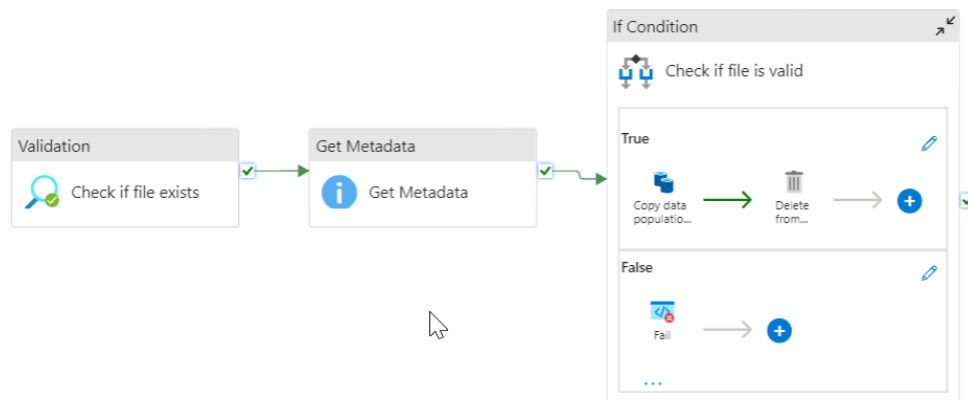 Validation
Check if file exists
Get Metadata
Get Metadata
If Condition
Check if file is valid
True
Copy data
populatio...
Delete
from...
False
Fail
...